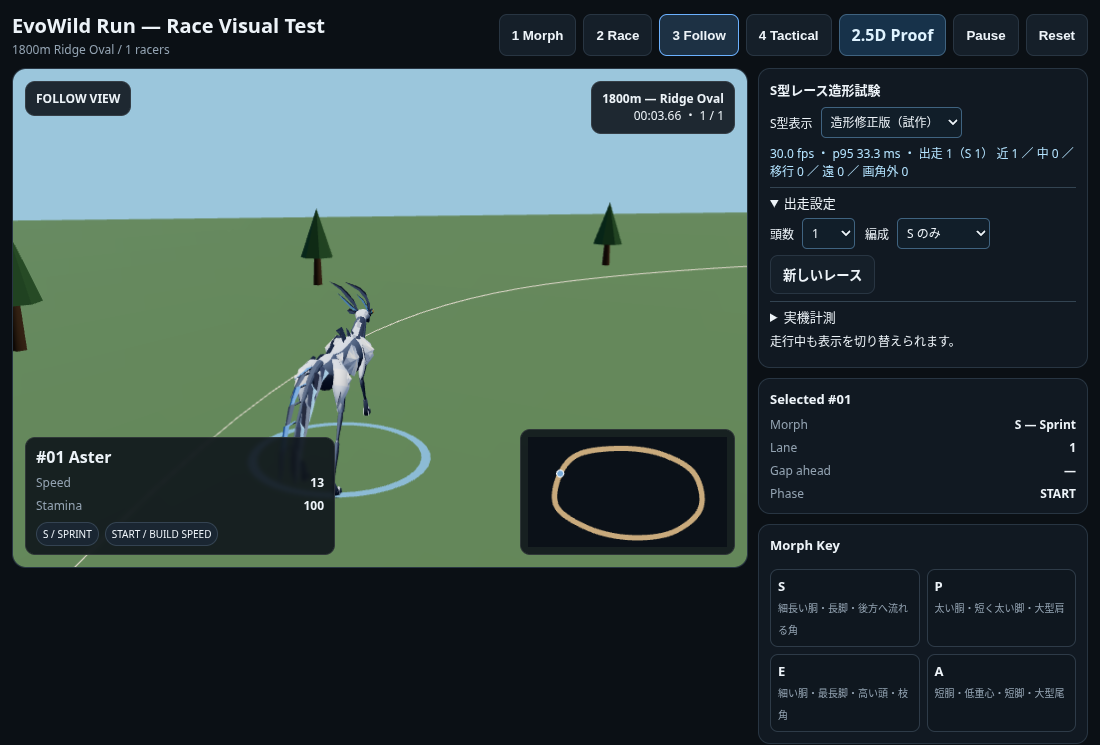 EvoWild Run — Race Visual Test
1800m Ridge Oval / 1 racers
1 Morph
2 Race
3 Follow
4 Tactical
2.5D Proof
Pause
Reset
FOLLOW VIEW
1800m — Ridge Oval
00:03.66 • 1 / 1
#01 Aster
Speed 13
Stamina 100
S / SPRINT
START / BUILD SPEED
S型レース造形試験
S型表示 造形修正版（試作）
30.0 fps ・ p95 33.3 ms ・ 出走 1（S 1） 近 1 ／ 中 0 ／
移行 0 ／ 遠 0 ／ 画角外 0
▼ 出走設定
頭数 1 編成 S のみ
新しいレース
▶ 実機計測
走行中も表示を切り替えられます。
Selected #01
Morph S — Sprint
Lane 1
Gap ahead —
Phase START
Morph Key
S
細長い胴・長脚・後方へ流れ
る角
P
太い胴・短く太い脚・大型肩
E
細い胴・最長脚・高い頭・枝
角
A
短胴・低重心・短脚・大型尾